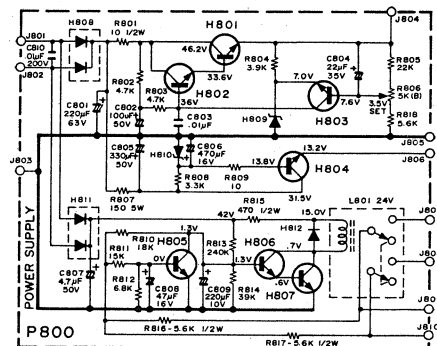 J804
H808
R801
10 1/2W
H801
J801
C810
.01µF
200V
J802
46.2V
33.6V
R804
3.9K
C804
22µF
35V
R805
22K
7.0V
R806
5K(B)
H802
R802
4.7K
R803
4.7K
36V
7.6V
3.5V
SET
C801
220µF
63V
C802
100µF
50V
C803
.01µF
H809
H803
R818
5.6K
J805
J803
C805
330µF
50V
H810
C806
470µF
16V
13.2V
J806
13.8V
H804
R808
3.3K
R809
10
R807
150 5W
31.5V
H811
42V
R815
470 1/2W
15.0V
L801 24V
H812
POWER SUPPLY
R810
18K
1.3V
H805
R813
240K
H806
.7V
R811
15K
.0V
1.3V
C807
4.7µF
50V
R812
6.8K
C808
47µF
16V
C809
220µF
10V
R814
39K
.6V
H807
J80
J80
J80
J810
P800
R816-5.6K 1/2W
R817-5.6K 1/2W